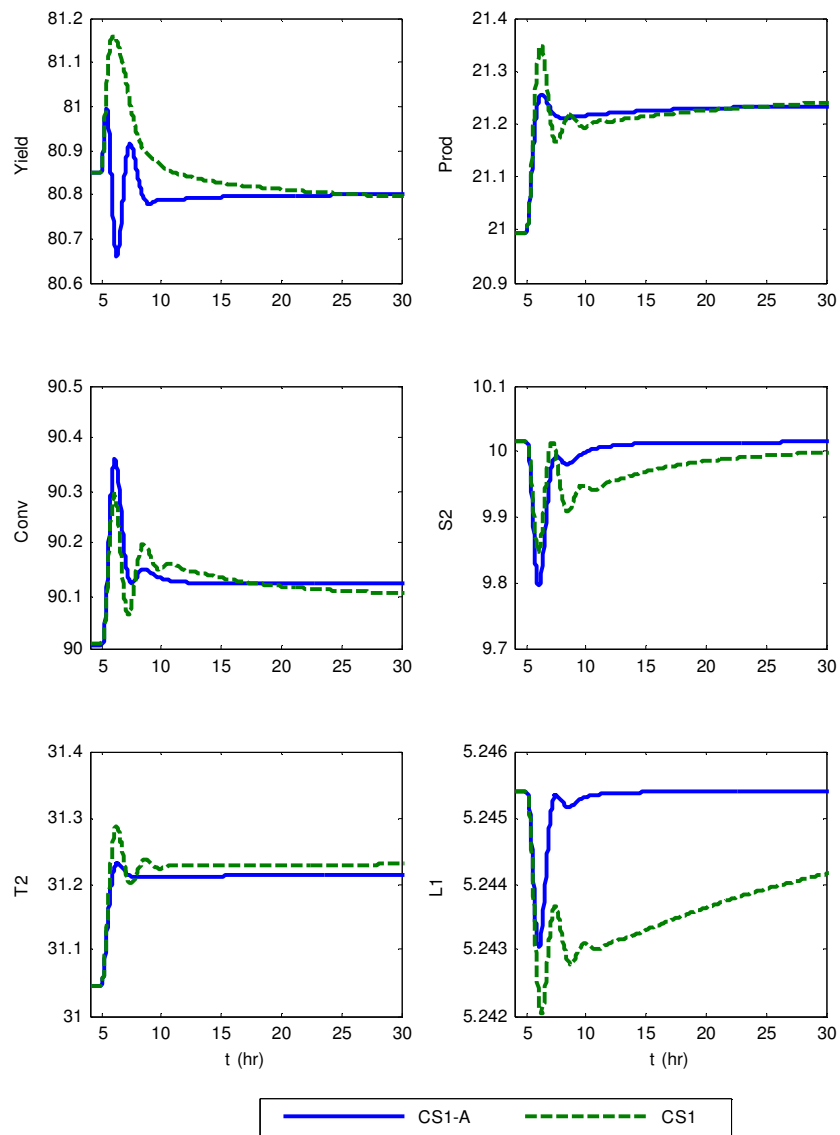 81.2
81.1
81
80.9
80.8
80.7
80.6
Yield
5 10 15 20 25 30
21.4
21.3
21.2
21.1
21
20.9
Prod
5 10 15 20 25 30
90.5
90.4
90.3
90.2
90.1
90
Conv
5 10 15 20 25 30
10.1
10
9.9
9.8
9.7
S2
5 10 15 20 25 30
31.4
31.3
31.2
31.1
31
T2
5 10 15 20 25 30
t (hr)
5.246
5.245
5.244
5.243
5.242
L1
5 10 15 20 25 30
t (hr)
CS1-A CS1